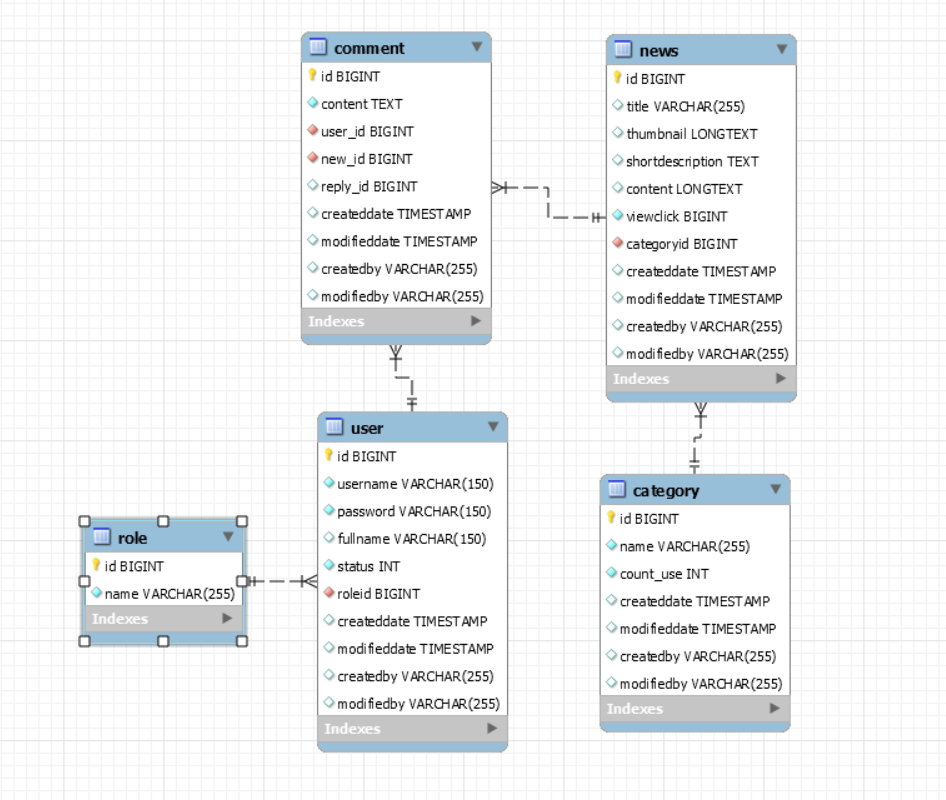 comment
id BIGINT
content TEXT
user_id BIGINT
new_id BIGINT
reply_id BIGINT
createddate TIMESTAMP
modifieddate TIMESTAMP
createdby VARCHAR(255)
modifiedby VARCHAR(255)
Indexes
news
id BIGINT
title VARCHAR(255)
thumbnail LONGTEXT
shortdescription TEXT
content LONGTEXT
viewclick BIGINT
categoryid BIGINT
createddate TIMESTAMP
modifieddate TIMESTAMP
createdby VARCHAR(255)
modifiedby VARCHAR(255)
Indexes
role
id BIGINT
name VARCHAR(255)
Indexes
user
id BIGINT
username VARCHAR(150)
password VARCHAR(150)
fullname VARCHAR(150)
status INT
roleid BIGINT
createddate TIMESTAMP
modifieddate TIMESTAMP
createdby VARCHAR(255)
modifiedby VARCHAR(255)
Indexes
category
id BIGINT
name VARCHAR(255)
count_use INT
createddate TIMESTAMP
modifieddate TIMESTAMP
createdby VARCHAR(255)
modifiedby VARCHAR(255)
Indexes